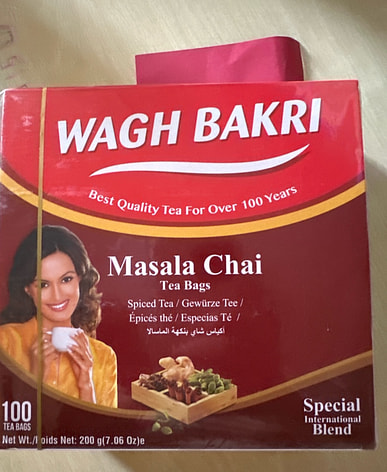 WAGH BAKRI
Best Quality Tea For Over 100 Years
Masala Chai
Tea Bags
Spiced Tea / Gewürze Tee /
Épicés thé / Especias Té /
أكياس شاي بنكهة الماسالا
100
TEA BAGS
Net Wt./Poids Net: 200 g(7.06 Oz)e
Special
International
Blend